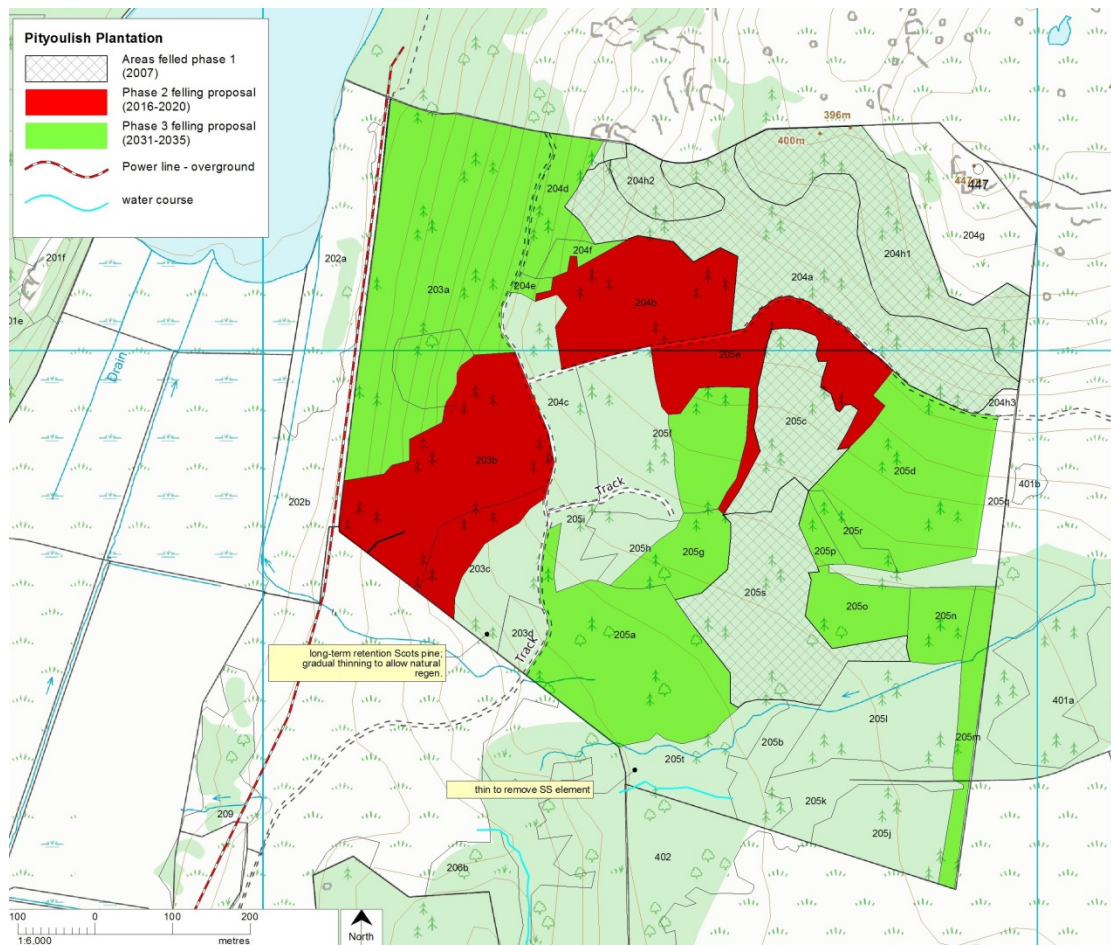 Pityoulish Plantation
Areas felled phase 1
(2007)
Phase 2 felling proposal
(2016-2020)
Phase 3 felling proposal
(2031-2035)
Power line - overground
water course
396m
400m
447m
447
204g
204h2
204d
204h1
204f
204a
204e
204b
202a
201f
01e
203a
Drain
205e
204c
204h3
205c
205f
203b
205d
401b
202b
205q
Track
205i
205r
205p
205h
205g
203c
205s
205o
205n
203d
205a
Track
long-term retention Scots pine;
gradual thinning to allow natural
regen.
401a
205l
205m
205b
205t
thin to remove SS element
205k
209
205j
402
206b
100 0 100 200
1:6,000 metres
North